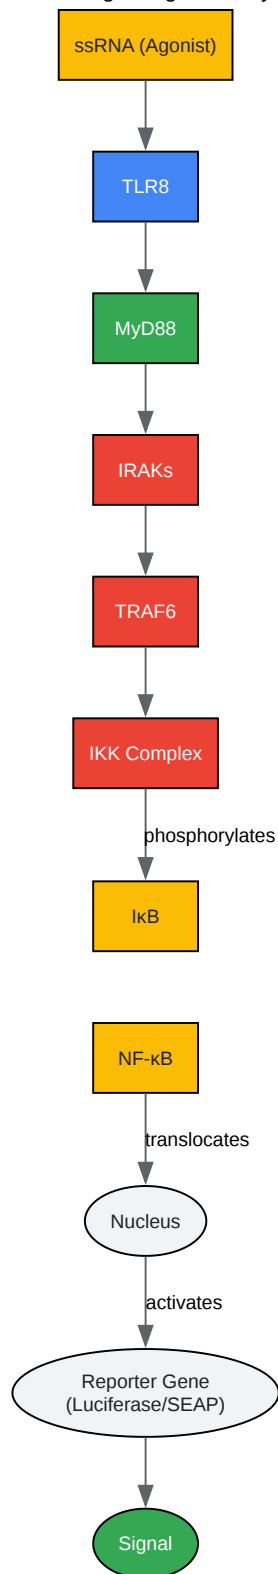 ssRNA (Agonist)
TLR8
MyD88
IRAKs
TRAF6
IKK Complex
phosphorylates
IκB
NF-κB
translocates
Nucleus
activates
Reporter Gene
(Luciferase/SEAP)
Signal